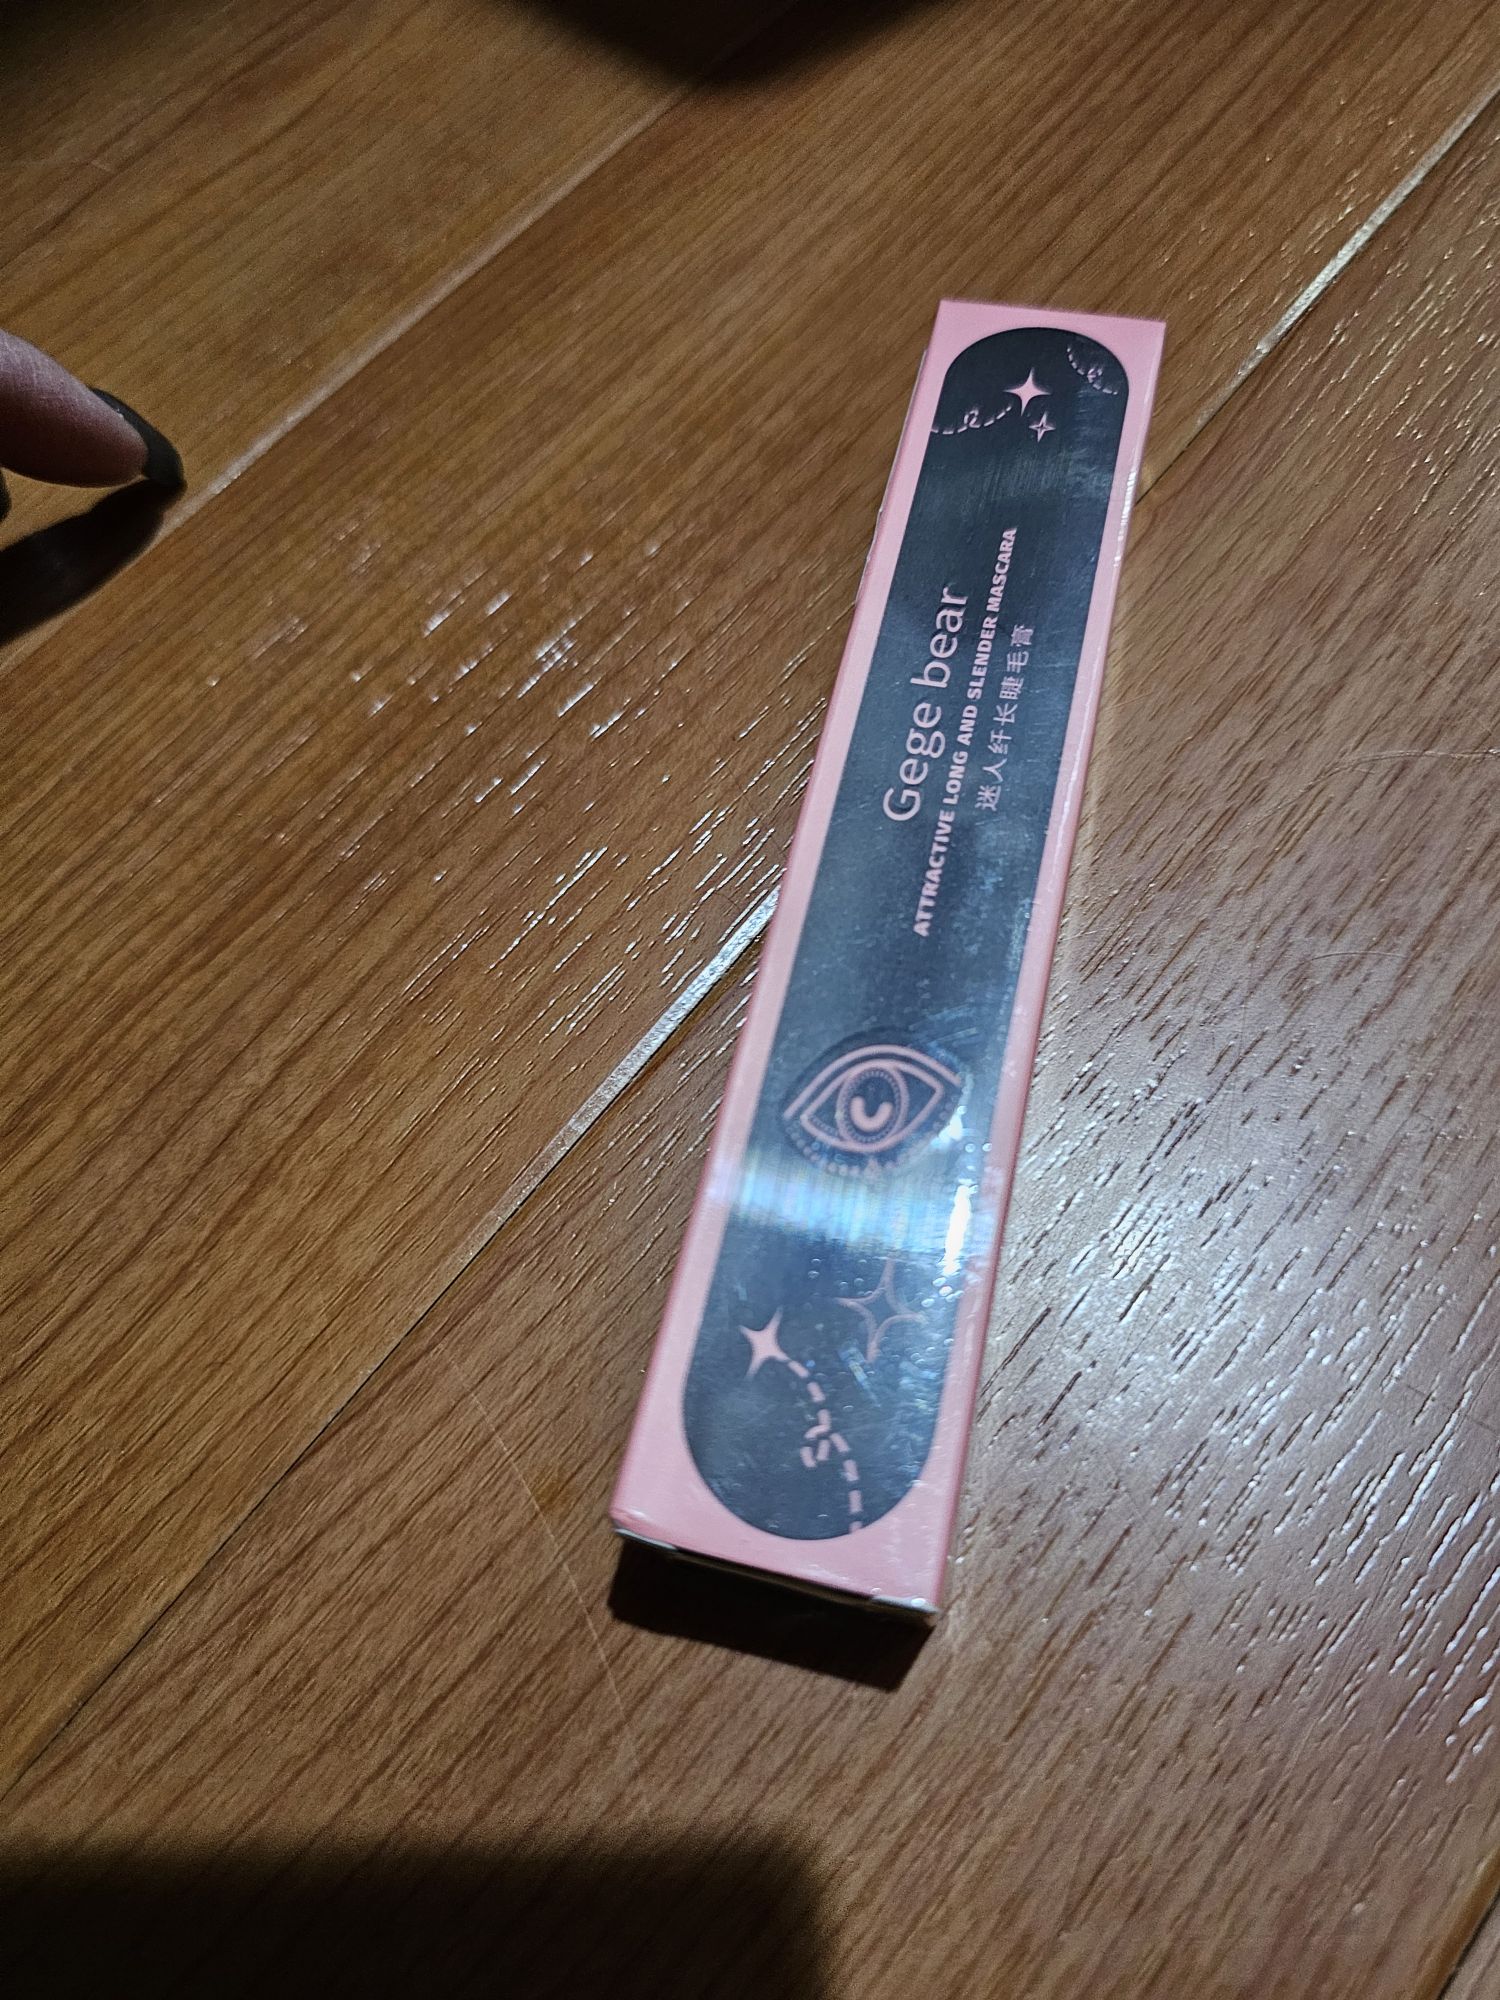 Gege bear
ATTRACTIVE LONG AND SLENDER MASCARA
迷人纤长睫毛膏